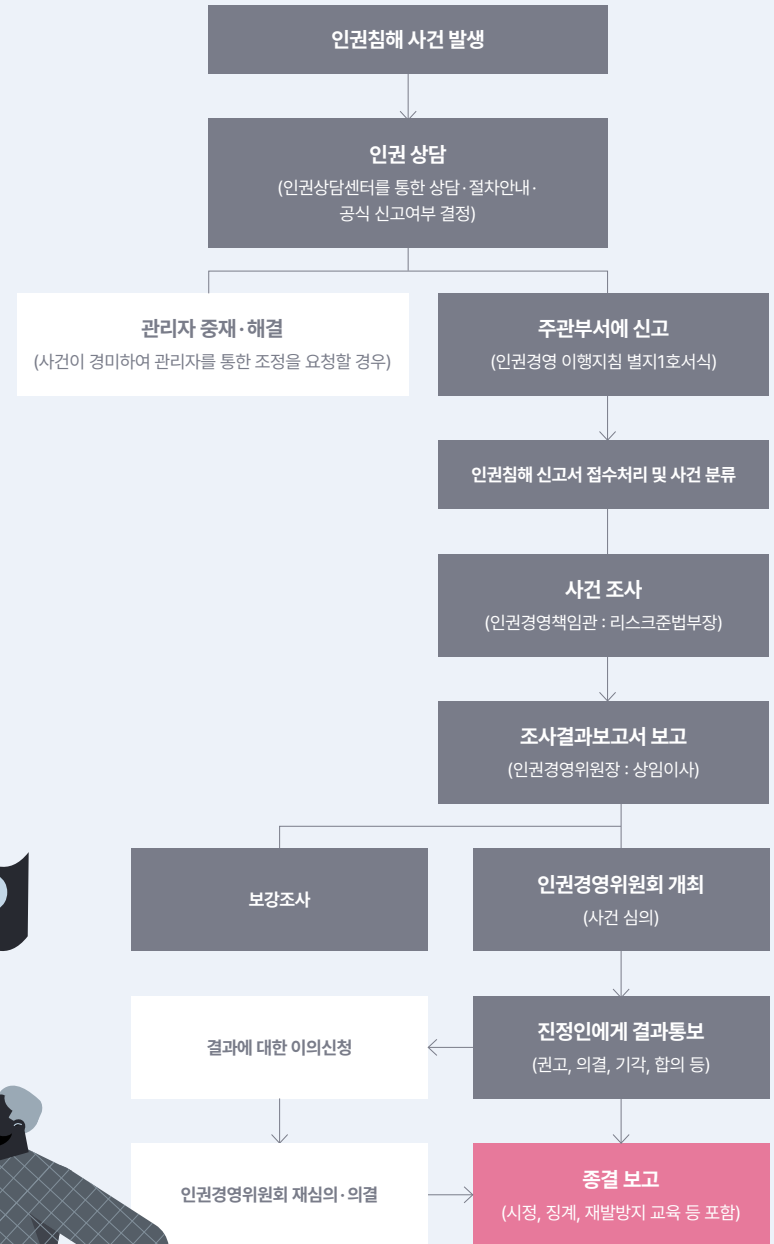 인권침해 사건 발생
인권 상담
(인권상담센터를 통한 상담·절차안내·
공식 신고여부 결정)
관리자 중재·해결
(사건이 경미하여 관리자를 통한 조정을 요청할 경우)
주관부서에 신고
(인권경영 이행지침 별지1호서식)
인권침해 신고서 접수처리 및 사건 분류
사건 조사
(인권경영책임관 : 리스크준법부장)
조사결과보고서 보고
(인권경영위원장 : 상임이사)
보강조사
인권경영위원회 개최
(사건 심의)
결과에 대한 이의신청
진정인에게 결과통보
(권고, 의결, 기각, 합의 등)
인권경영위원회 재심의·의결
종결 보고
(시정, 징계, 재발방지 교육 등 포함)